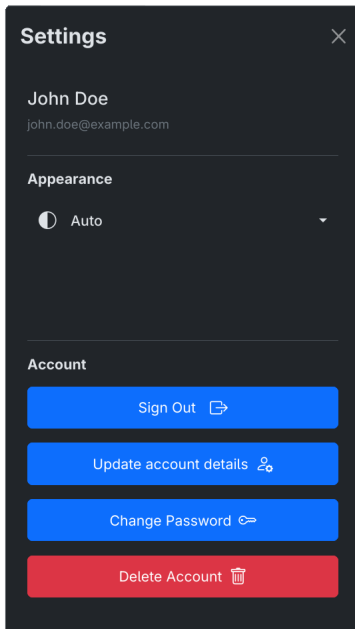 Settings
John Doe
john.doe@example.com
Appearance
Auto
Account
Sign Out
Update account details
Change Password
Delete Account